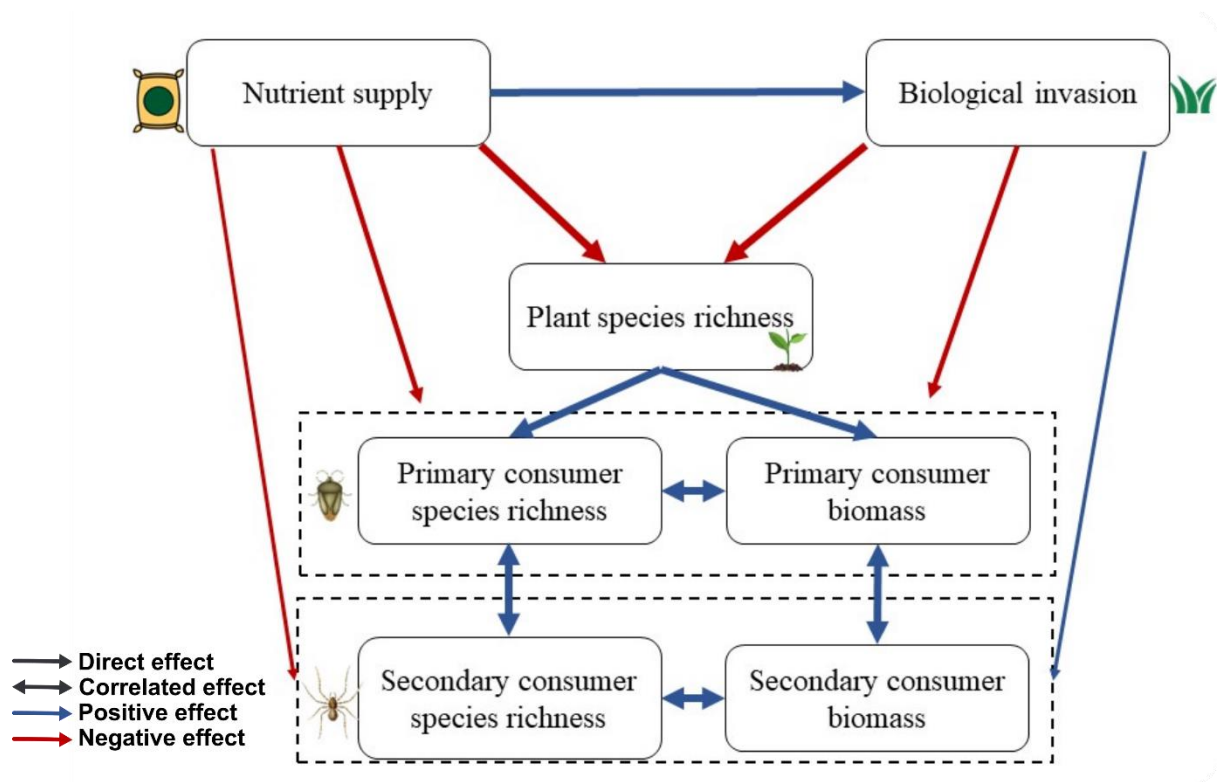 Nutrient supply
Biological invasion
Plant species richness
Primary consumer
species richness
Primary consumer
biomass
Secondary consumer
species richness
Secondary consumer
biomass
Direct effect
Correlated effect
Positive effect
Negative effect